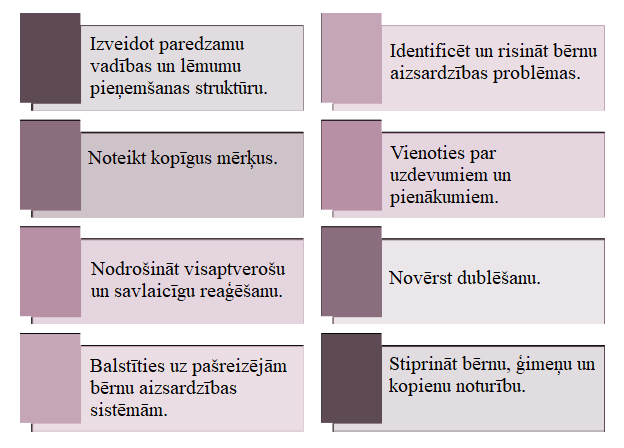 Izveidot paredzamu
vadības un lēmumu
pieņemšanas struktūru.
Identificēt un risināt bērnu
aizsardzības problēmas.
Noteikt kopīgus mērķus.
Vienoties par
uzdevumiem un
pienākumiem.
Nodrošināt visaptverošu
un savlaicīgu reaģēšanu.
Novērst dublēšanu.
Balstīties uz pašreizējām
bērnu aizsardzības
sistēmām.
Stiprināt bērnu, ģimeņu un
kopienu noturību.